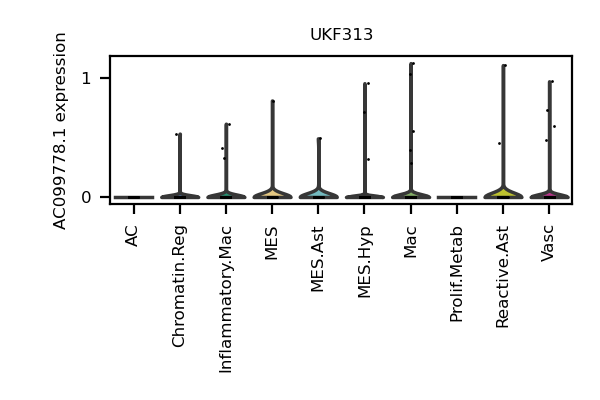 UKF313
AC099778.1 expression
1
0
AC
Chromatin.Reg
Inflammatory.Mac
MES
MES.Ast
MES.Hyp
Mac
Prolif.Metab
Reactive.Ast
Vasc